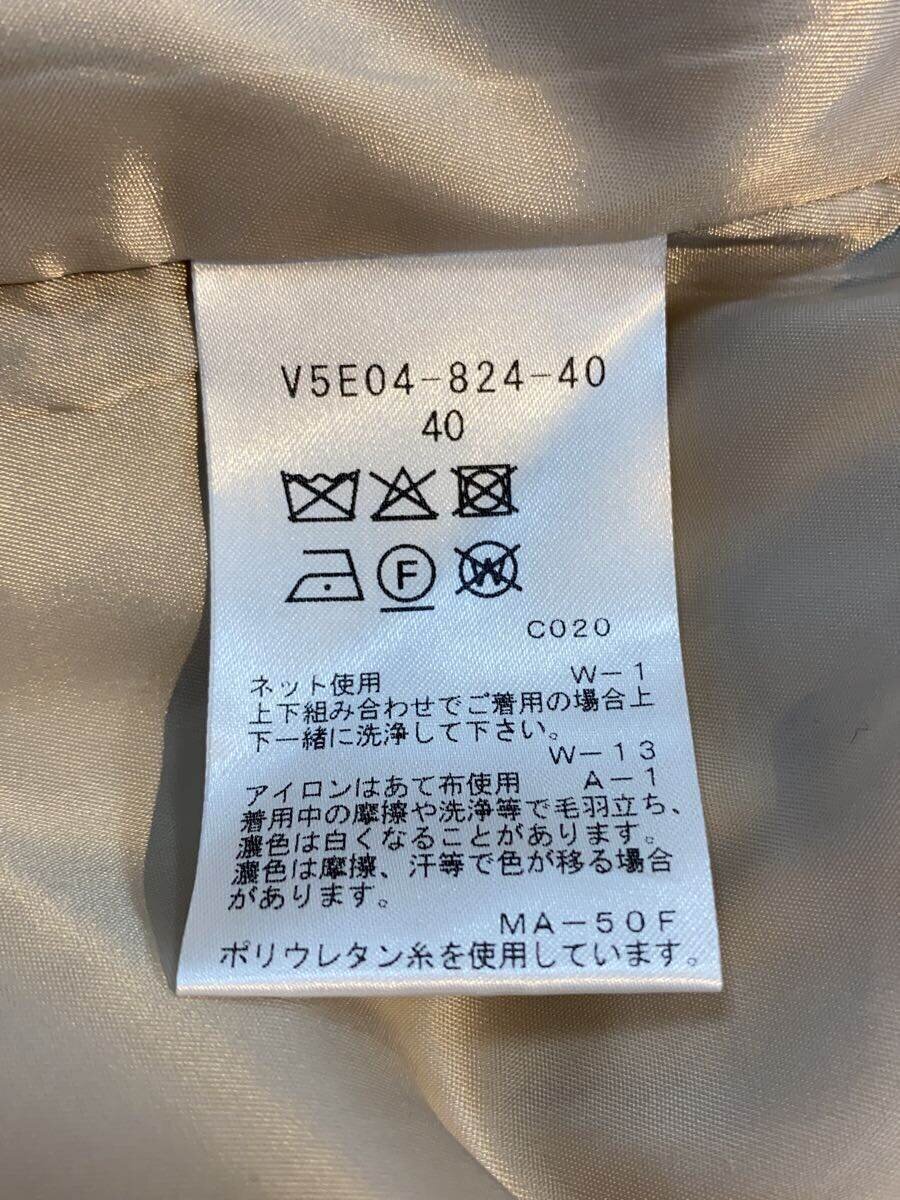 V5E04-824-40
40
F W
C020
ネット使用 W-1
上下組み合わせでご着用の場合上
下一緒に洗浄して下さい。
W-13
アイロンはあて布使用 A-1
着用中の摩擦や洗浄等で毛羽立ち、
濃色は白くなることがあります。
濃色は摩擦、汗等で色が移る場合
があります。
MA-50F
ポリウレタン糸を使用しています。